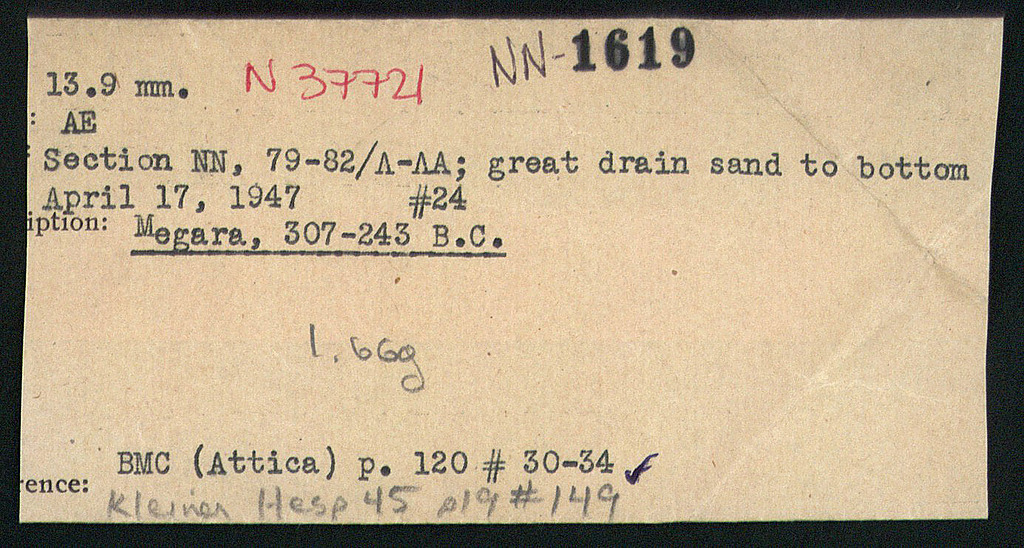 NN-1619
13.9 mm. N 37721
: AE
Section NN, 79-82/Λ-ΛΛ; great drain sand to bottom
April 17, 1947 #24
iption: Megara, 307-243 B.C.
1.66g
BMC (Attica) p. 120 # 30-34 ✓
ence: Kleiner Hesp 45 p19 #149